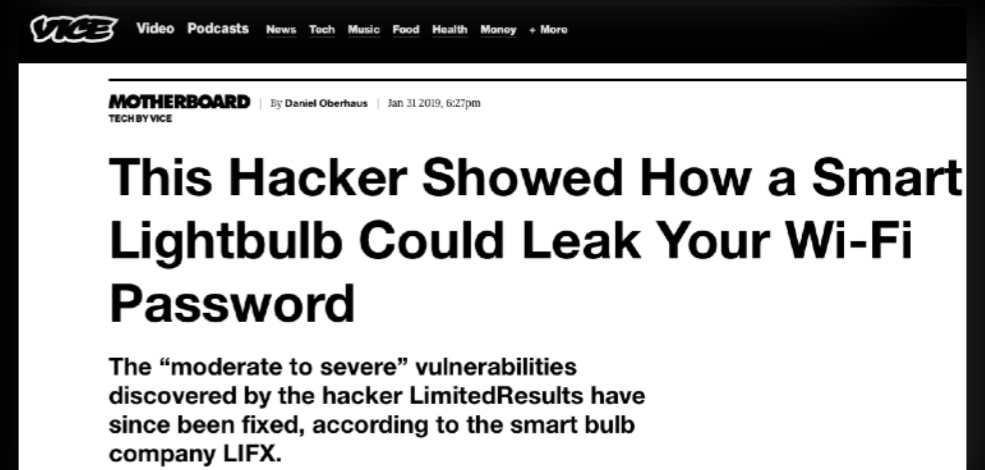 VICE Video Podcasts News Tech Music Food Health Money + More
MOTHERBOARD | By Daniel Oberhaus | Jan 31 2019, 6:27pm
TECH BY VICE
This Hacker Showed How a Smart
Lightbulb Could Leak Your Wi-Fi
Password
The “moderate to severe” vulnerabilities
discovered by the hacker LimitedResults have
since been fixed, according to the smart bulb
company LIFX.